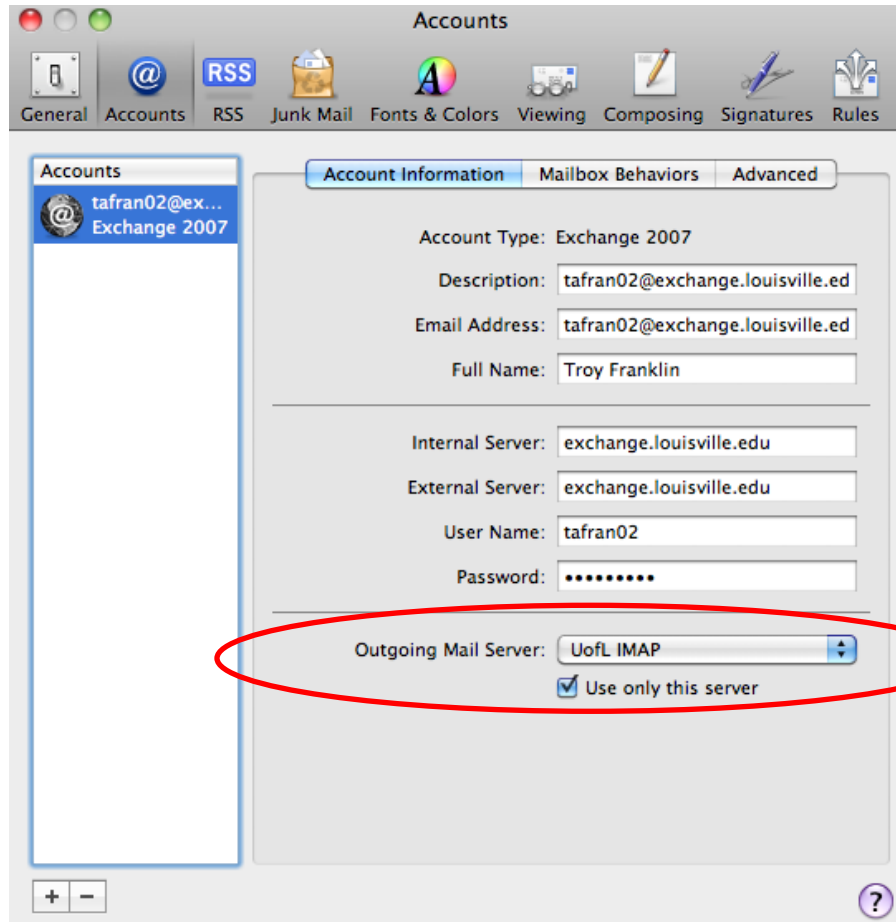 Accounts
RSS
General Accounts RSS Junk Mail Fonts & Colors Viewing Composing Signatures Rules
Accounts
tafran02@ex...
Exchange 2007
Account Information Mailbox Behaviors Advanced
Account Type: Exchange 2007
Description: tafran02@exchange.louisville.ed
Email Address: tafran02@exchange.louisville.ed
Full Name: Troy Franklin
Internal Server: exchange.louisville.edu
External Server: exchange.louisville.edu
User Name: tafran02
Password: •••••••••
Outgoing Mail Server: UofL IMAP
Use only this server